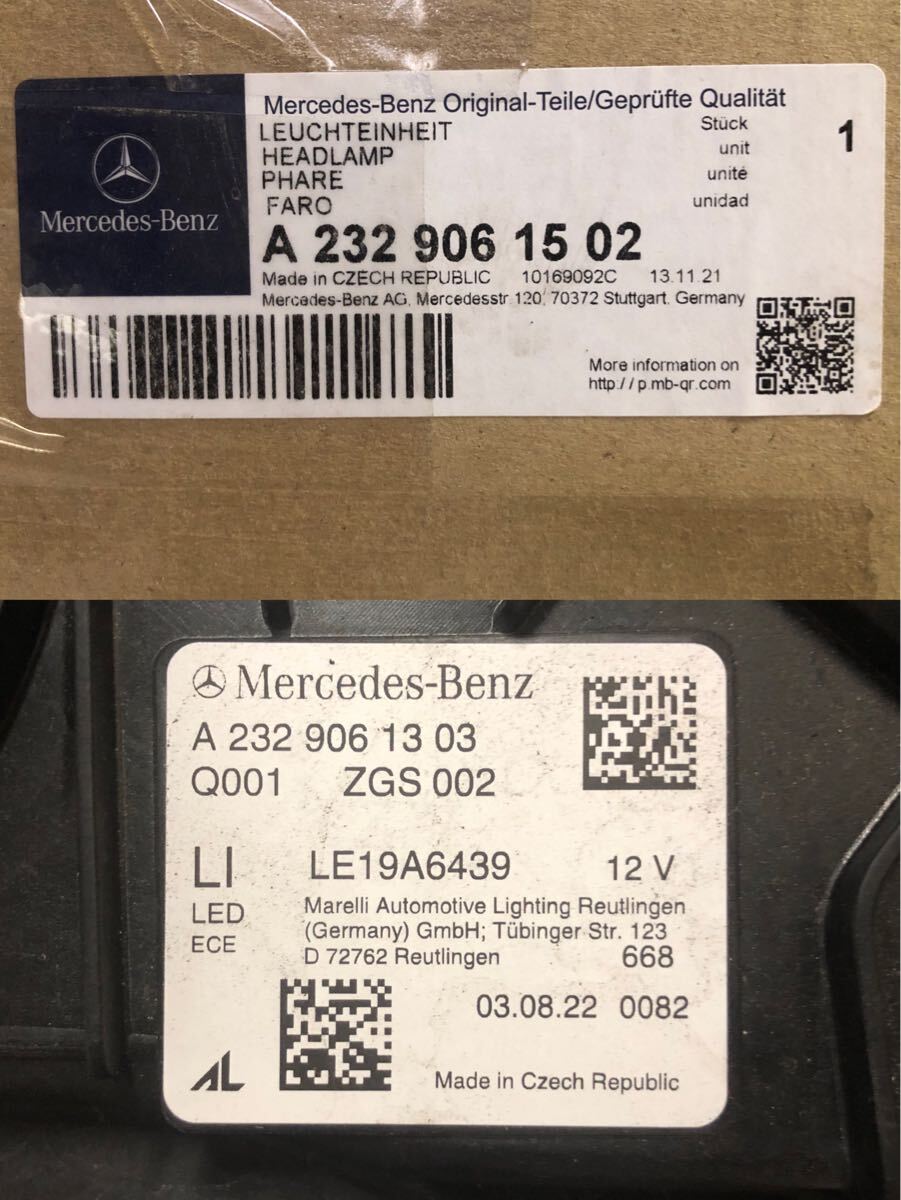 Mercedes-Benz
Mercedes-Benz Original-Teile/Geprüfte Qualität
LEUCHTEINHEIT Stück 1
HEADLAMP unit
PHARE unité
FARO unidad
A 232 906 15 02
Made in CZECH REPUBLIC 10169092C 13.11.21
Mercedes-Benz AG, Mercedesstr.120, 70372 Stuttgart, Germany
More information on
http://p.mb-qr.com
Mercedes-Benz
A 232 906 13 03
Q001 ZGS 002
LI LE19A6439 12 V
LED
ECE
Marelli Automotive Lighting Reutlingen
(Germany) GmbH; Tübinger Str. 123
D 72762 Reutlingen 668
03.08.22 0082
AL
Made in Czech Republic